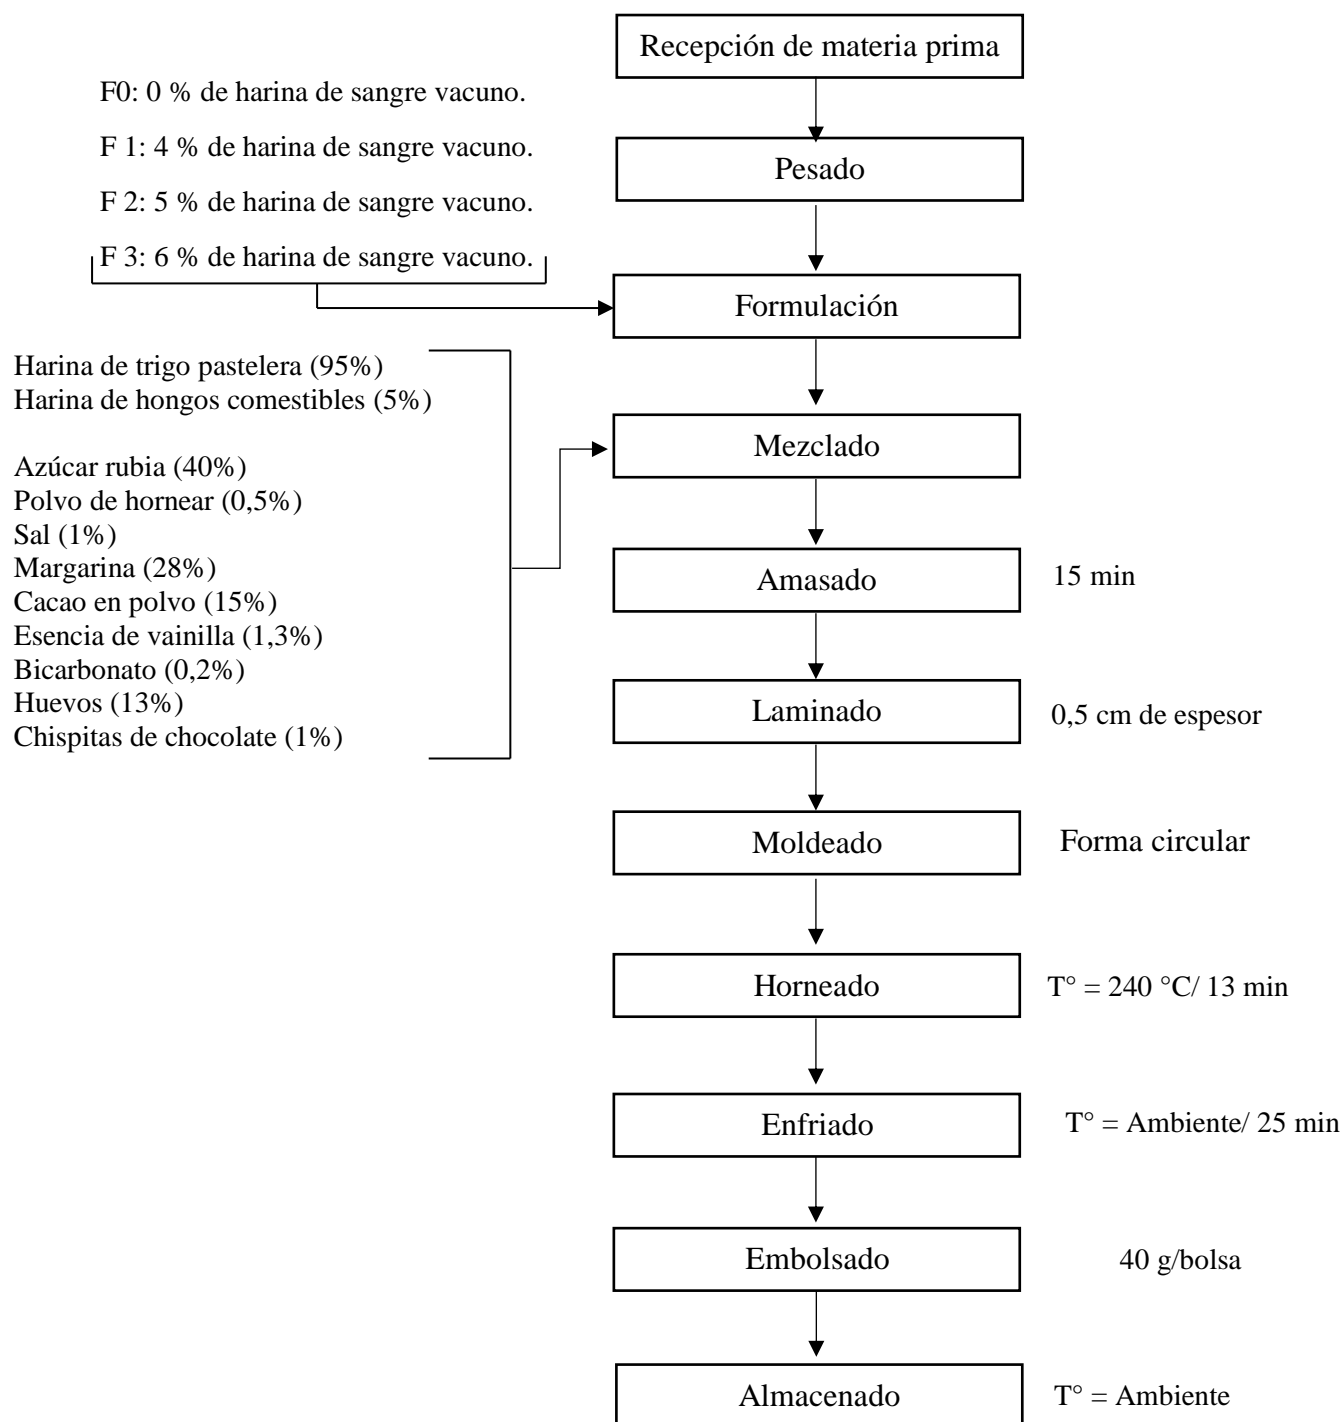 Recepción de materia prima
F0: 0 % de harina de sangre vacuno.
F 1: 4 % de harina de sangre vacuno.
Pesado
F 2: 5 % de harina de sangre vacuno.
F 3: 6 % de harina de sangre vacuno.
Formulación
Harina de trigo pastelera (95%)
Harina de hongos comestibles (5%)
Mezclado
Azúcar rubia (40%)
Polvo de hornear (0,5%)
Sal (1%)
Margarina (28%)
Cacao en polvo (15%)
Esencia de vainilla (1,3%)
Bicarbonato (0,2%)
Huevos (13%)
Chispitas de chocolate (1%)
Amasado
15 min
Laminado
0,5 cm de espesor
Moldeado
Forma circular
Horneado
T° = 240 °C/ 13 min
Enfriado
T° = Ambiente/ 25 min
Embolsado
40 g/bolsa
Almacenado
T° = Ambiente